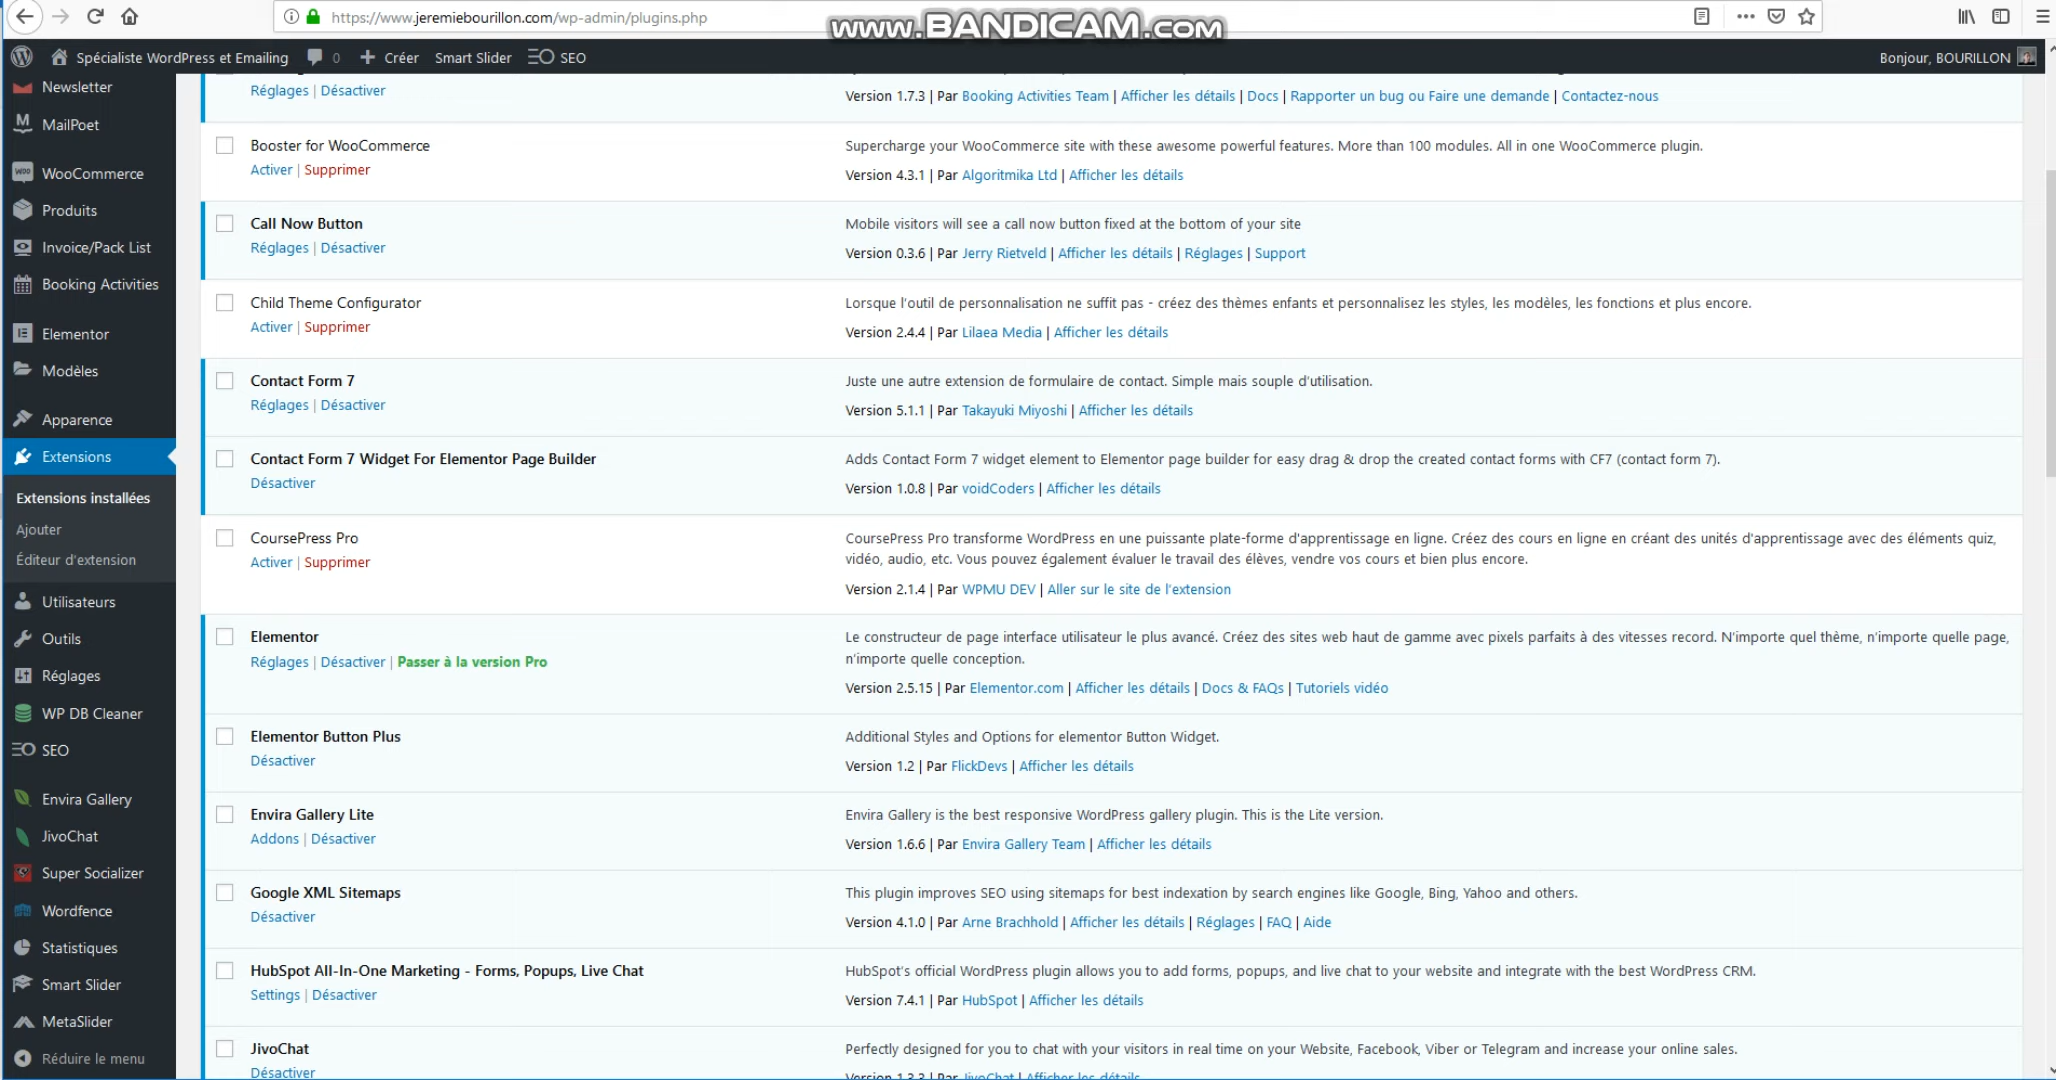 https://www.jeremiebourillon.com/wp-admin/plugins.php
www.BANDICAM.com
Spécialiste WordPress et Emailing 0 Créer Smart Slider SEO Bonjour, BOURILLON
Newsletter
MailPoet
WooCommerce
Produits
Invoice/Pack List
Booking Activities
Elementor
Modèles
Apparence
Extensions
Extensions installées
Ajouter
Éditeur d'extension
Utilisateurs
Outils
Réglages
WP DB Cleaner
SEO
Envira Gallery
JivoChat
Super Socializer
Wordfence
Statistiques
Smart Slider
MetaSlider
Réduire le menu
Réglages | Désactiver
Version 1.7.3 | Par Booking Activities Team | Afficher les détails | Docs | Rapporter un bug ou Faire une demande | Contactez-nous
Booster for WooCommerce
Activer | Supprimer
Supercharge your WooCommerce site with these awesome powerful features. More than 100 modules. All in one WooCommerce plugin.
Version 4.3.1 | Par Algoritmika Ltd | Afficher les détails
Call Now Button
Réglages | Désactiver
Mobile visitors will see a call now button fixed at the bottom of your site
Version 0.3.6 | Par Jerry Rietveld | Afficher les détails | Réglages | Support
Child Theme Configurator
Activer | Supprimer
Lorsque l'outil de personnalisation ne suffit pas - créez des thèmes enfants et personnalisez les styles, les modèles, les fonctions et plus encore.
Version 2.4.4 | Par Lilaea Media | Afficher les détails
Contact Form 7
Réglages | Désactiver
Juste une autre extension de formulaire de contact. Simple mais souple d'utilisation.
Version 5.1.1 | Par Takayuki Miyoshi | Afficher les détails
Contact Form 7 Widget For Elementor Page Builder
Désactiver
Adds Contact Form 7 widget element to Elementor page builder for easy drag & drop the created contact forms with CF7 (contact form 7).
Version 1.0.8 | Par voidCoders | Afficher les détails
CoursePress Pro
Activer | Supprimer
CoursePress Pro transforme WordPress en une puissante plate-forme d'apprentissage en ligne. Créez des cours en ligne en créant des unités d'apprentissage avec des éléments quiz,
vidéo, audio, etc. Vous pouvez également évaluer le travail des élèves, vendre vos cours et bien plus encore.
Version 2.1.4 | Par WPMU DEV | Aller sur le site de l'extension
Elementor
Réglages | Désactiver | Passer à la version Pro
Le constructeur de page interface utilisateur le plus avancé. Créez des sites web haut de gamme avec pixels parfaits à des vitesses record. N'importe quel thème, n'importe quelle page,
n'importe quelle conception.
Version 2.5.15 | Par Elementor.com | Afficher les détails | Docs & FAQs | Tutoriels vidéo
Elementor Button Plus
Désactiver
Additional Styles and Options for elementor Button Widget.
Version 1.2 | Par FlickDevs | Afficher les détails
Envira Gallery Lite
Addons | Désactiver
Envira Gallery is the best responsive WordPress gallery plugin. This is the Lite version.
Version 1.6.6 | Par Envira Gallery Team | Afficher les détails
Google XML Sitemaps
Désactiver
This plugin improves SEO using sitemaps for best indexation by search engines like Google, Bing, Yahoo and others.
Version 4.1.0 | Par Arne Brachhold | Afficher les détails | Réglages | FAQ | Aide
HubSpot All-In-One Marketing - Forms, Popups, Live Chat
Settings | Désactiver
HubSpot's official WordPress plugin allows you to add forms, popups, and live chat to your website and integrate with the best WordPress CRM.
Version 7.4.1 | Par HubSpot | Afficher les détails
JivoChat
Désactiver
Perfectly designed for you to chat with your visitors in real time on your Website, Facebook, Viber or Telegram and increase your online sales.
Version 1.3.3 | Par JivoChat | Afficher les détails